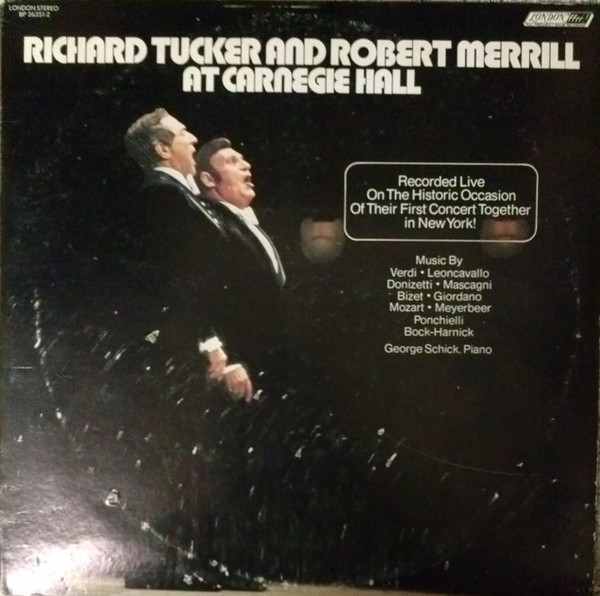 LONDON STEREO
BP 26351-2
LONDON ffrr
RICHARD TUCKER AND ROBERT MERRILL
AT CARNEGIE HALL
Recorded Live
On The Historic Occasion
Of Their First Concert Together
in New York!
Music By
Verdi • Leoncavallo
Donizetti • Mascagni
Bizet • Giordano
Mozart • Meyerbeer
Ponchielli
Bock-Harnick
George Schick, Piano